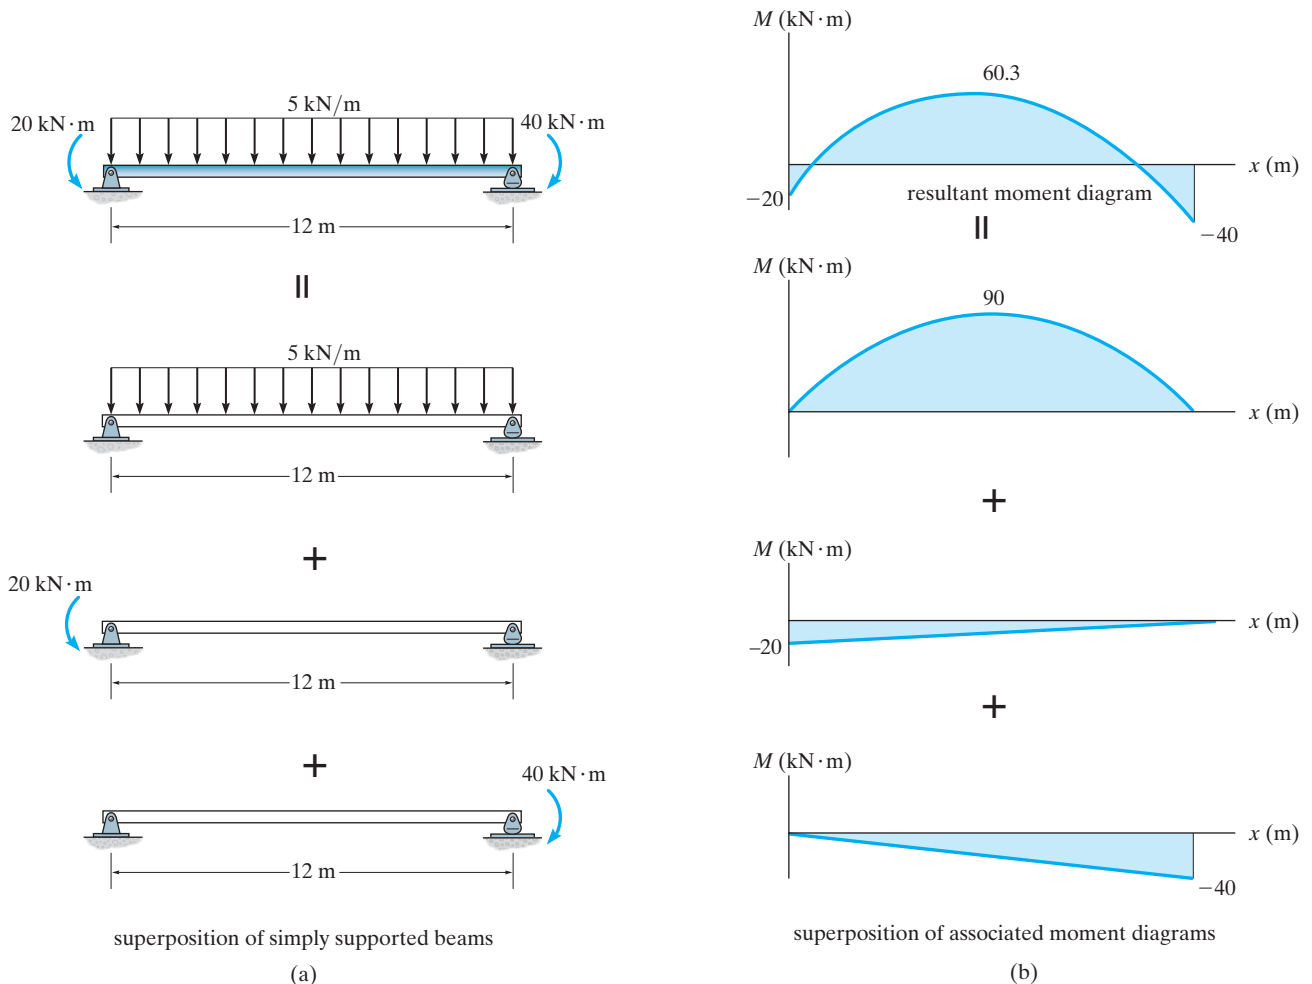 5 kN/m
20 kN·m
40 kN·m
12 m
=
5 kN/m
12 m
+
20 kN·m
12 m
+
40 kN·m
12 m
superposition of simply supported beams
(a)
M (kN·m)
60.3
x (m)
−20
resultant moment diagram
−40
=
M (kN·m)
90
x (m)
+
M (kN·m)
x (m)
–20
+
M (kN·m)
x (m)
−40
superposition of associated moment diagrams
(b)